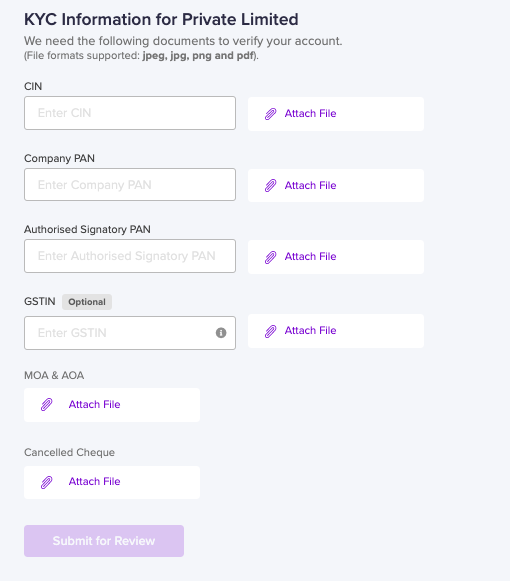 KYC Information for Private Limited
We need the following documents to verify your account.
(File formats supported: jpeg, jpg, png and pdf).
CIN
Enter CIN
Attach File
Company PAN
Enter Company PAN
Attach File
Authorised Signatory PAN
Enter Authorised Signatory PAN
Attach File
GSTIN Optional
Enter GSTIN
Attach File
MOA & AOA
Attach File
Cancelled Cheque
Attach File
Submit for Review